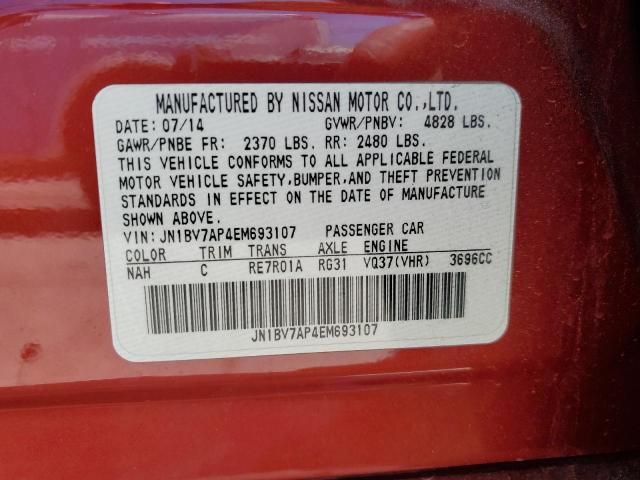 MANUFACTURED BY NISSAN MOTOR CO.,LTD.
DATE: 07/14 GVWR/PNBV: 4828 LBS.
GAWR/PNBE FR: 2370 LBS. RR: 2480 LBS.
THIS VEHICLE CONFORMS TO ALL APPLICABLE FEDERAL
MOTOR VEHICLE SAFETY,BUMPER,AND THEFT PREVENTION
STANDARDS IN EFFECT ON THE DATE OF MANUFACTURE
SHOWN ABOVE.
VIN: JN1BV7AP4EM693107 PASSENGER CAR
COLOR TRIM TRANS AXLE ENGINE
NAH C RE7R01A RG31 VQ37(VHR) 3696CC
JN1BV7AP4EM693107